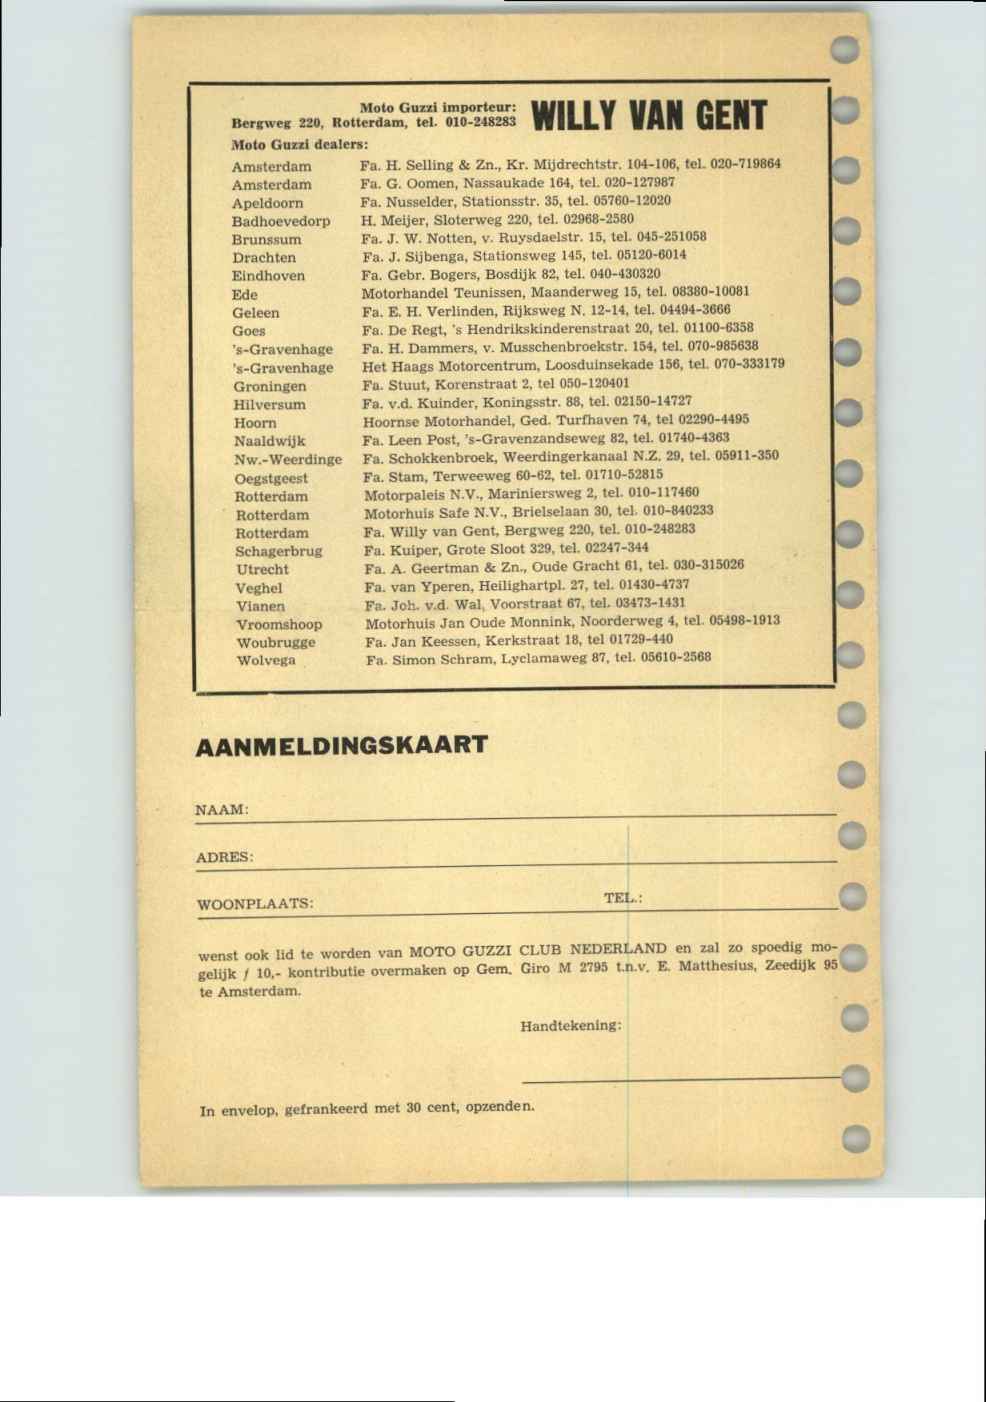 Moto Guzzi importeur:
Bergweg 220, Rotterdam, tel. 010-248283
WILLY VAN GENT
Moto Guzzi dealers:
Amsterdam Fa. H. Selling & Zn., Kr. Mijdrechtstr. 104-106, tel. 020-719864
Amsterdam Fa. G. Oomen, Nassaukade 164, tel. 020-127987
Apeldoorn Fa. Nusselder, Stationsstr. 35, tel. 05760-12020
Badhoevedorp H. Meijer, Sloterweg 220, tel. 02968-2580
Brunssum Fa. J. W. Notten, v. Ruysdaelstr. 15, tel. 045-251058
Drachten Fa. J. Sijbenga, Stationsweg 145, tel. 05120-6014
Eindhoven Fa. Gebr. Bogers, Bosdijk 82, tel. 040-430320
Ede Motorhandel Teunissen, Maanderweg 15, tel. 08380-10081
Geleen Fa. E. H. Verlinden, Rijksweg N. 12-14, tel. 04494-3666
Goes Fa. De Regt, 's Hendrikskinderenstraat 20, tel. 01100-6358
's-Gravenhage Fa. H. Dammers, v. Musschenbroekstr. 154, tel. 070-985638
's-Gravenhage Het Haags Motorcentrum, Loosduinsekade 156, tel. 070-333179
Groningen Fa. Stuut, Korenstraat 2, tel 050-120401
Hilversum Fa. v.d. Kuinder, Koningsstr. 88, tel. 02150-14727
Hoorn Hoornse Motorhandel, Ged. Turfhaven 74, tel 02290-4495
Naaldwijk Fa. Leen Post, 's-Gravenzandseweg 82, tel. 01740-4363
Nw.-Weerdinge Fa. Schokkenbroek, Weerdingerkanaal N.Z. 29, tel. 05911-350
Oegstgeest Fa. Stam, Terweeweg 60-62, tel. 01710-52815
Rotterdam Motorpaleis N.V., Mariniersweg 2, tel. 010-117460
Rotterdam Motorhuis Safe N.V., Brielselaan 30, tel. 010-840233
Rotterdam Fa. Willy van Gent, Bergweg 220, tel. 010-248283
Schagerbrug Fa. Kuiper, Grote Sloot 329, tel. 02247-344
Utrecht Fa. A. Geertman & Zn., Oude Gracht 61, tel. 030-315026
Veghel Fa. van Yperen, Heilighartpl. 27, tel. 01430-4737
Vianen Fa. Joh. v.d. Wal, Voorstraat 67, tel. 03473-1431
Vroomshoop Motorhuis Jan Oude Monnink, Noorderweg 4, tel. 05498-1913
Woubrugge Fa. Jan Keessen, Kerkstraat 18, tel 01729-440
Wolvega Fa. Simon Schram, Lyclamaweg 87, tel. 05610-2568
AANMELDINGSKAART
NAAM:
ADRES:
WOONPLAATS: TEL.:
wenst ook lid te worden van MOTO GUZZI CLUB NEDERLAND en zal zo spoedig mo-
gelijk ƒ 10,- kontributie overmaken op Gem. Giro M 2795 t.n.v. E. Matthesius, Zeedijk 95
te Amsterdam.
Handtekening:
In envelop, gefrankeerd met 30 cent, opzenden.